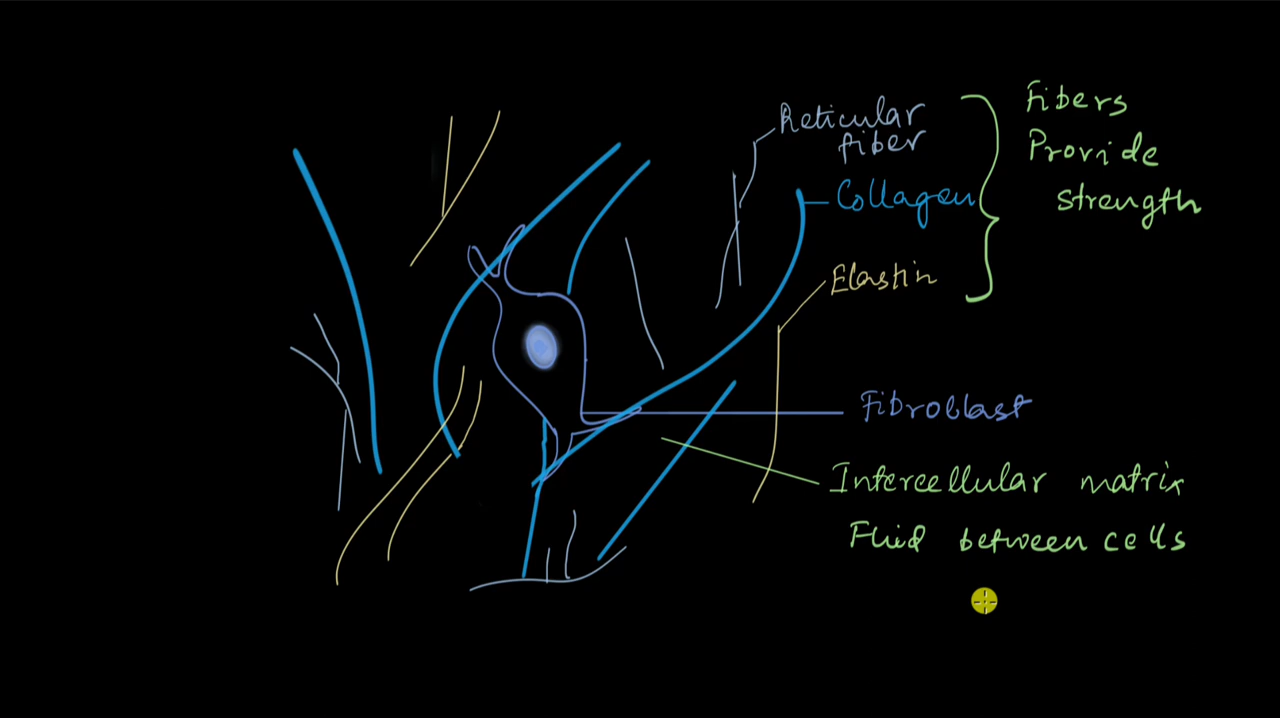 Reticular
fiber
Collagen
Elastin
Fibers
Provide
strength
Fibroblast
Intercellular matrix
Fluid between cells